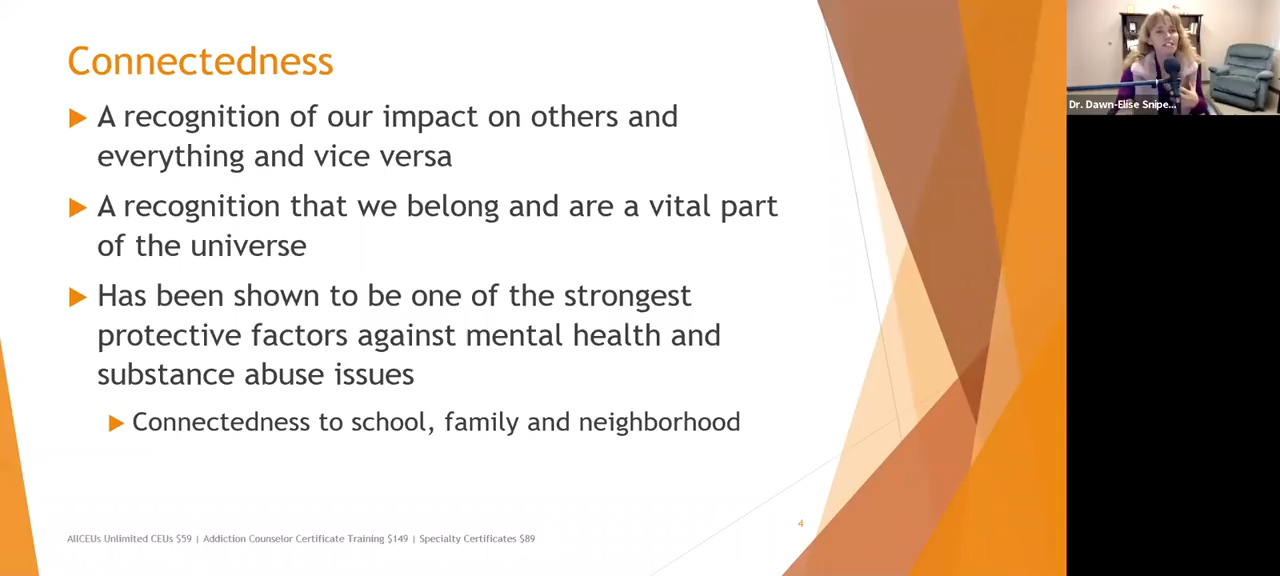 Connectedness
A recognition of our impact on others and
everything and vice versa
A recognition that we belong and are a vital part
of the universe
Has been shown to be one of the strongest
protective factors against mental health and
substance abuse issues
Connectedness to school, family and neighborhood
4
AllCEUs Unlimited CEUs $59 | Addiction Counselor Certificate Training $149 | Specialty Certificates $89
Dr. Dawn-Elise Snipe...